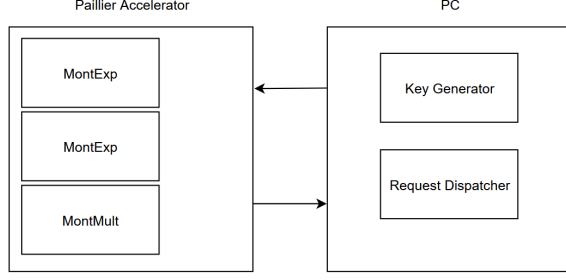 Paillier Accelerator
PC
MontExp
Key Generator
MontExp
Request Dispatcher
MontMult